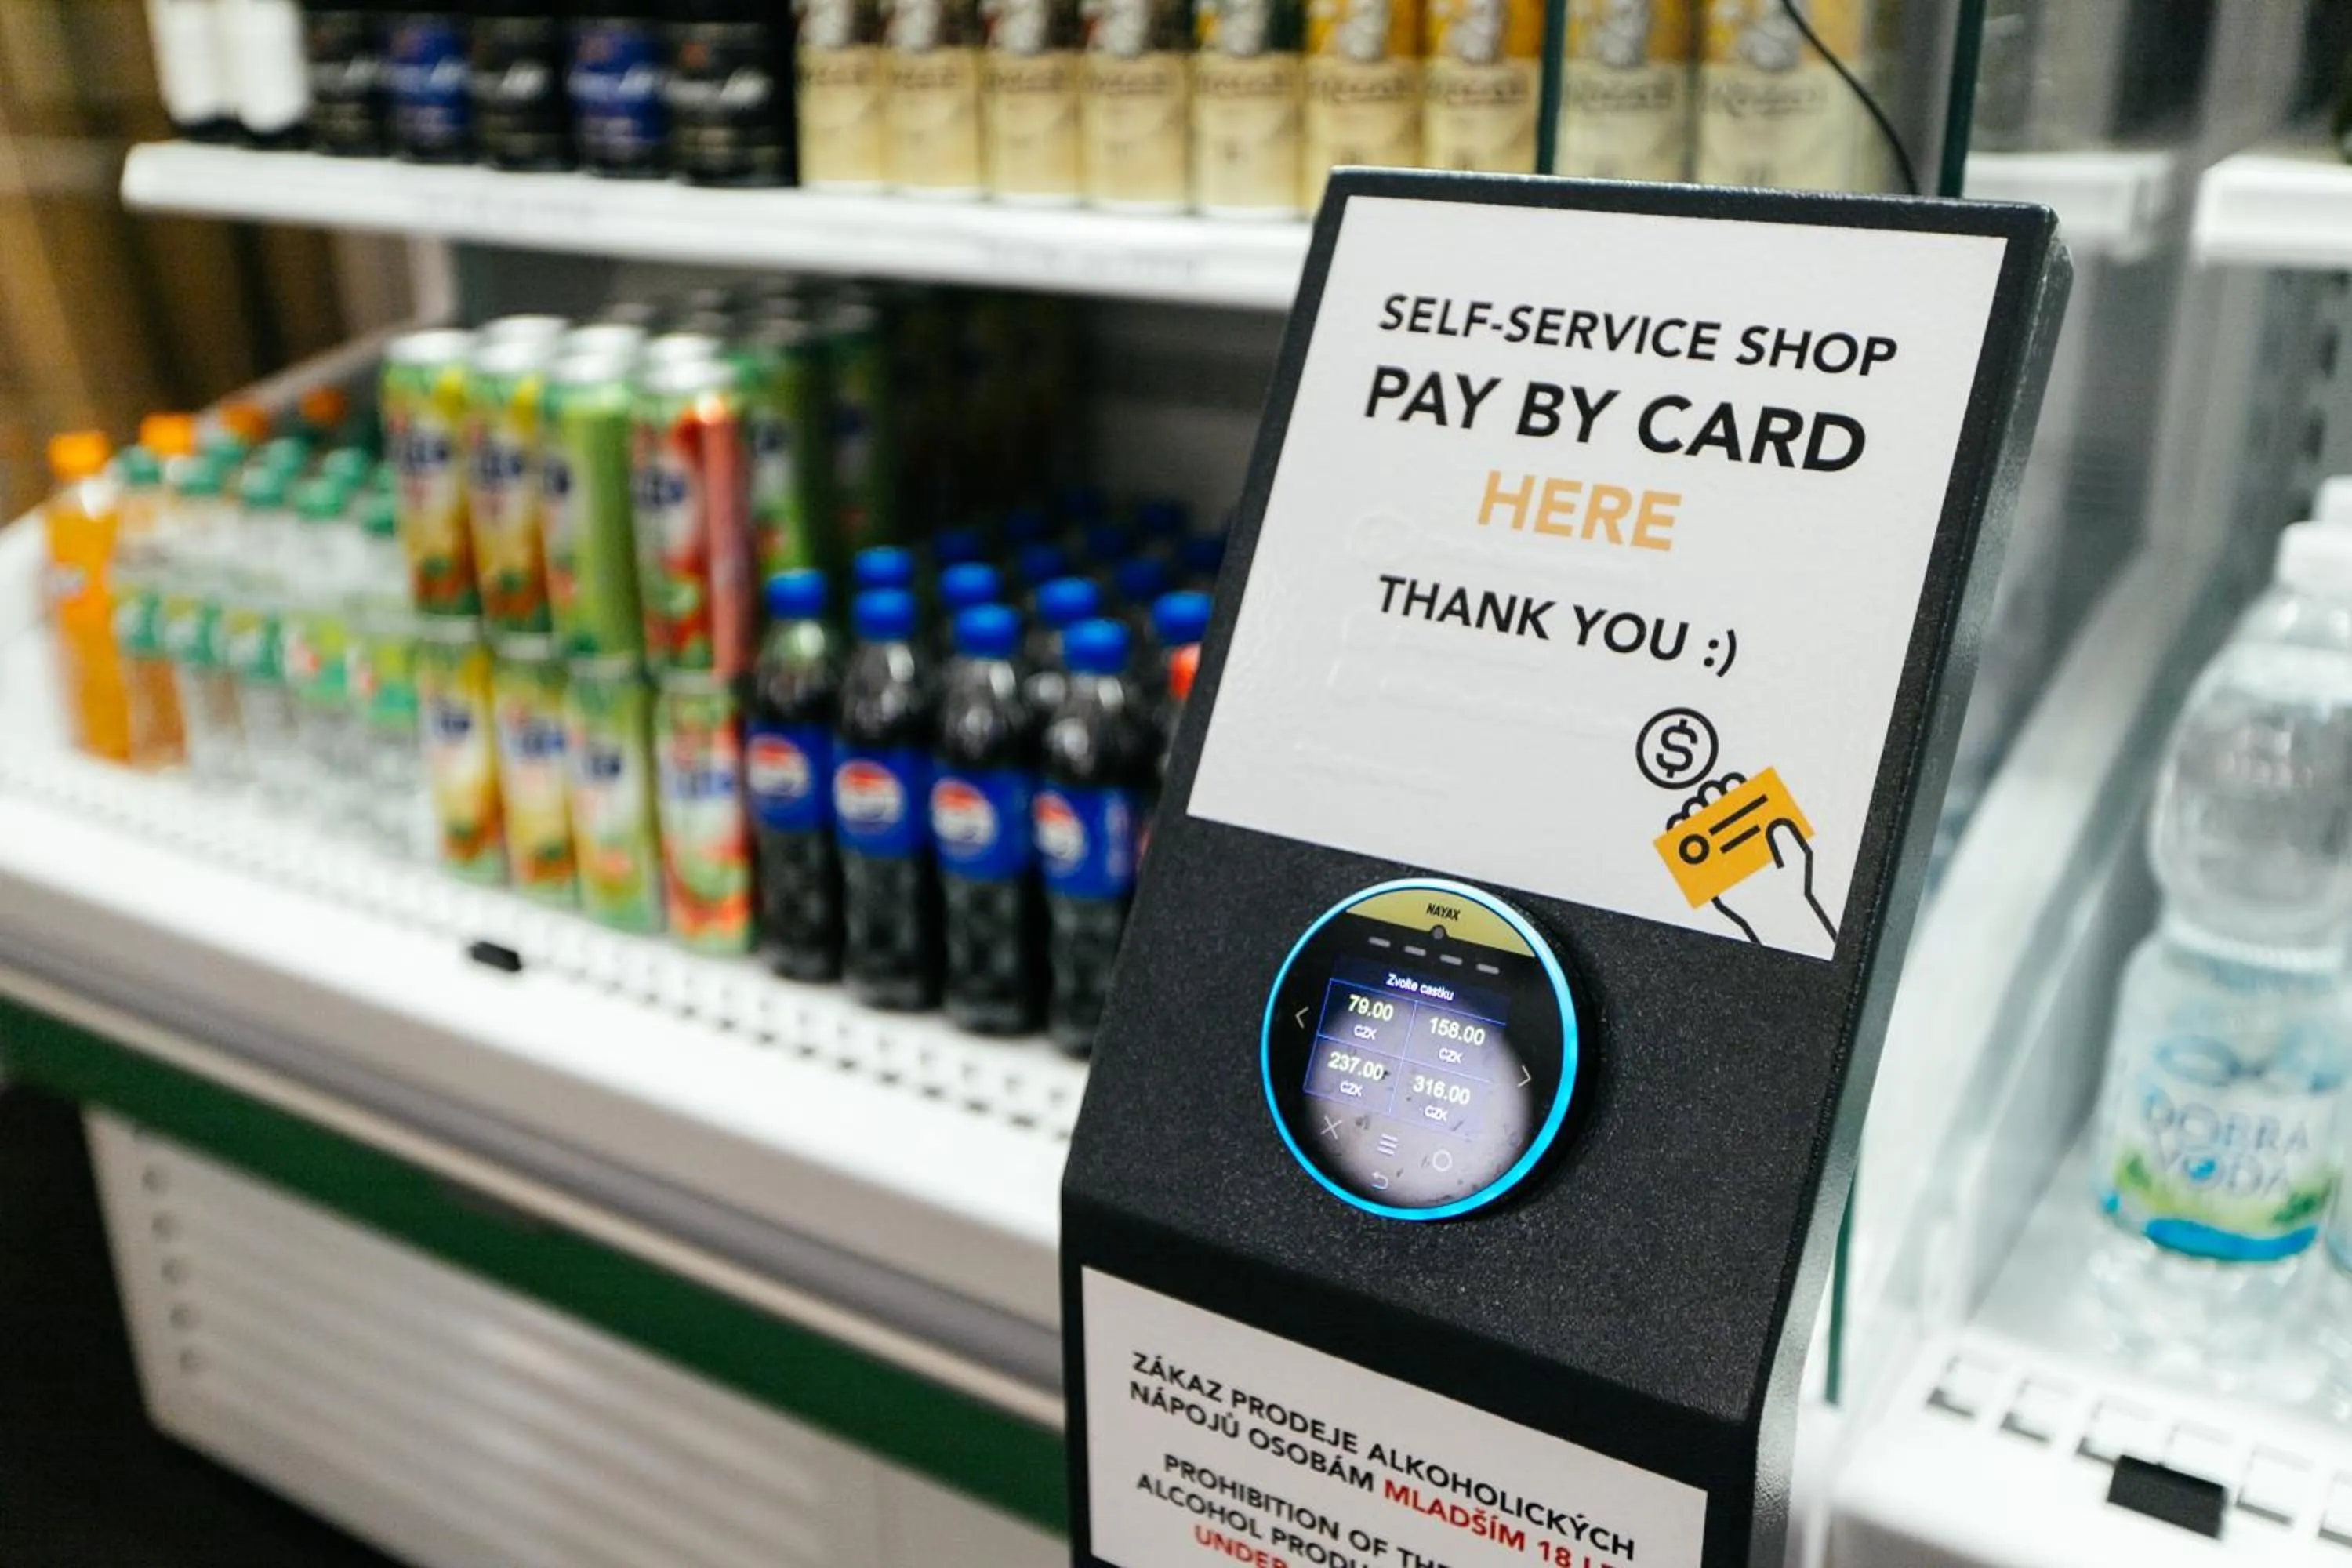 SELF-SERVICE SHOP
PAY BY CARD
HERE
THANK YOU :)
$
NAYAX
Zvolte castku
79.00 158.00
CZK CZK
237.00 316.00
CZK CZK
ZÁKAZ PRODEJE ALKOHOLICKÝCH
NÁPOJŮ OSOBÁM MLADŠÍM 18
PROHIBITION OF THE
ALCOHOL
UNDER
DOBRA
VODA